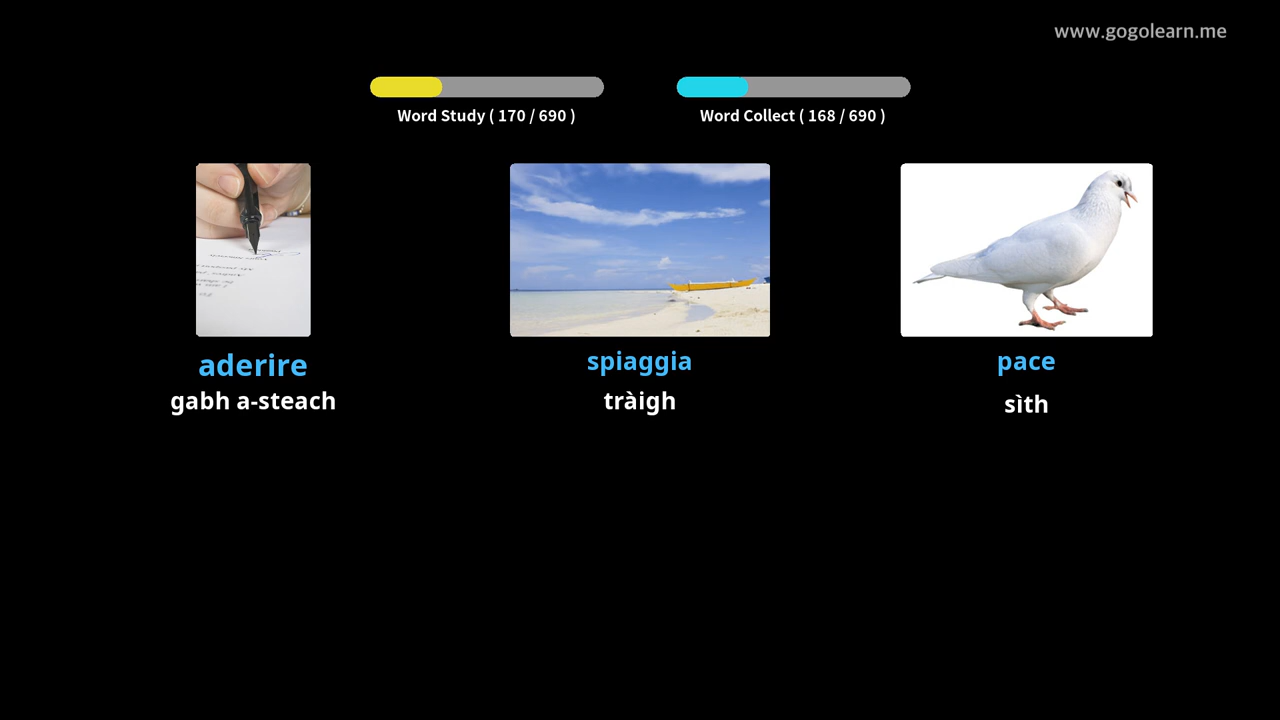 www.gogolearn.me
Word Study ( 170 / 690 )
Word Collect ( 168 / 690 )
aderire
gabh a-steach
spiaggia
tràigh
pace
sìth